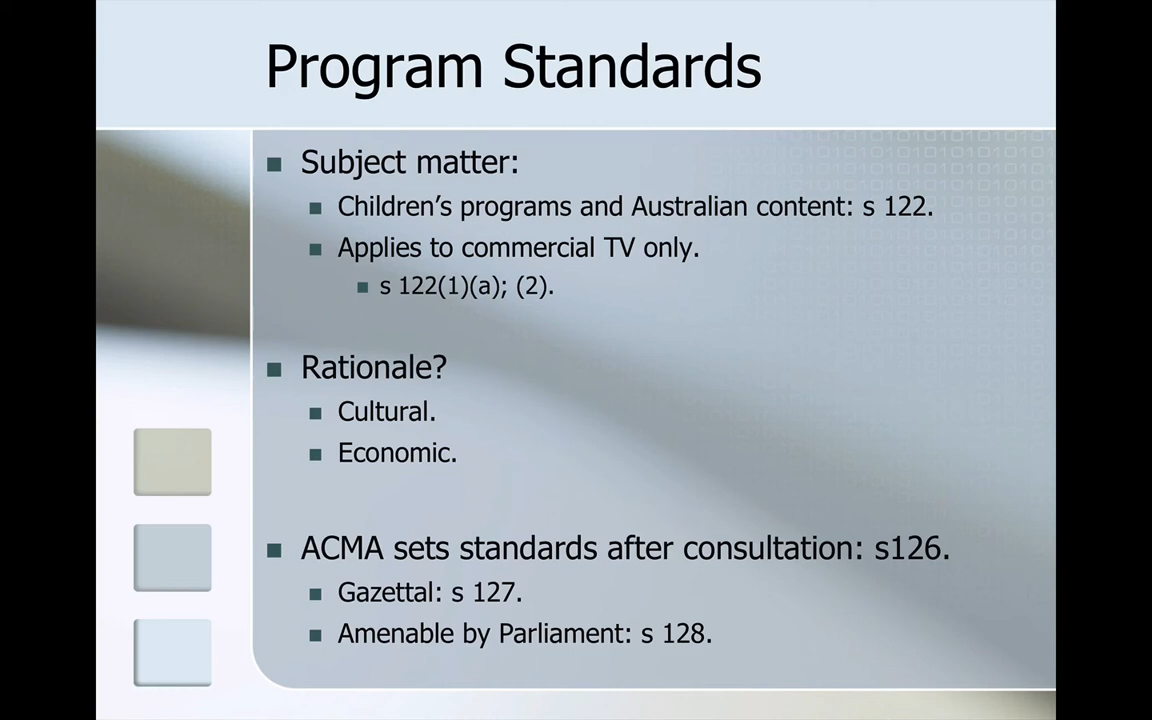 Program Standards
Subject matter:
Children's programs and Australian content: s 122.
Applies to commercial TV only.
s 122(1)(a); (2).
Rationale?
Cultural.
Economic.
ACMA sets standards after consultation: s126.
Gazettal: s 127.
Amenable by Parliament: s 128.